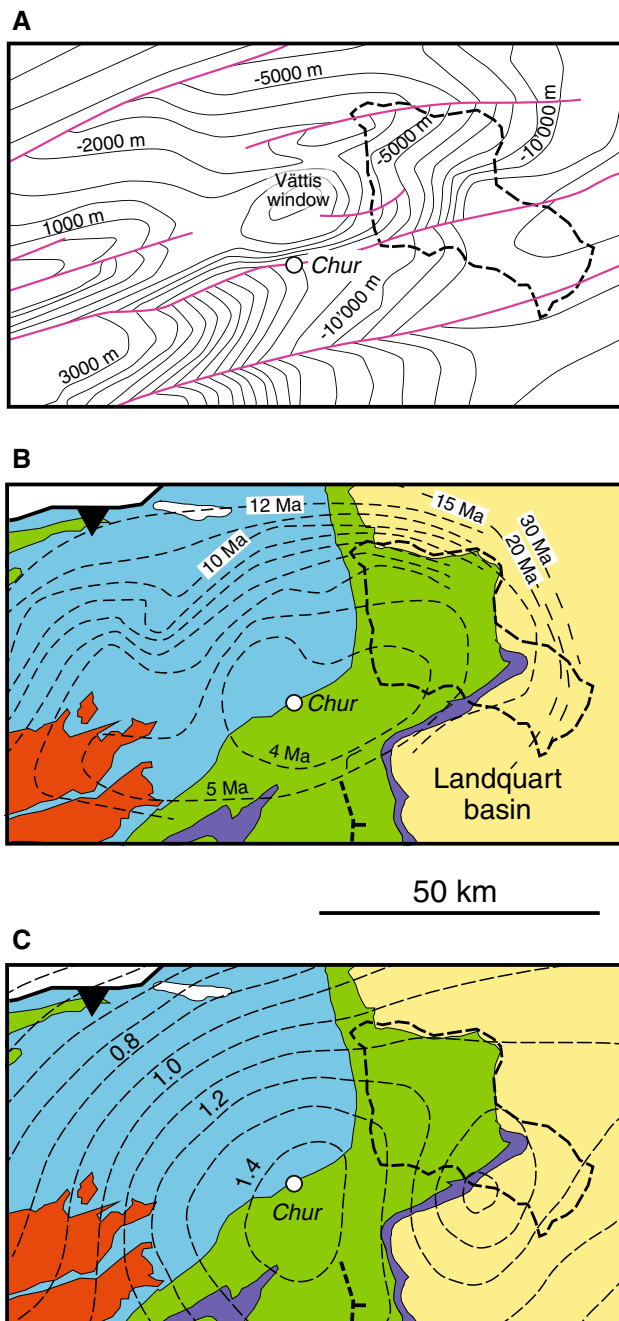 A
-5000 m
-2000 m
-5000 m
-10'000 m
Vättis
window
1000 m
Chur
-10'000 m
3000 m
B
12 Ma
15 Ma
30 Ma
20 Ma
10 Ma
Chur
4 Ma
5 Ma
Landquart
basin
50 km
C
0.8
1.0
1.2
1.4
Chur